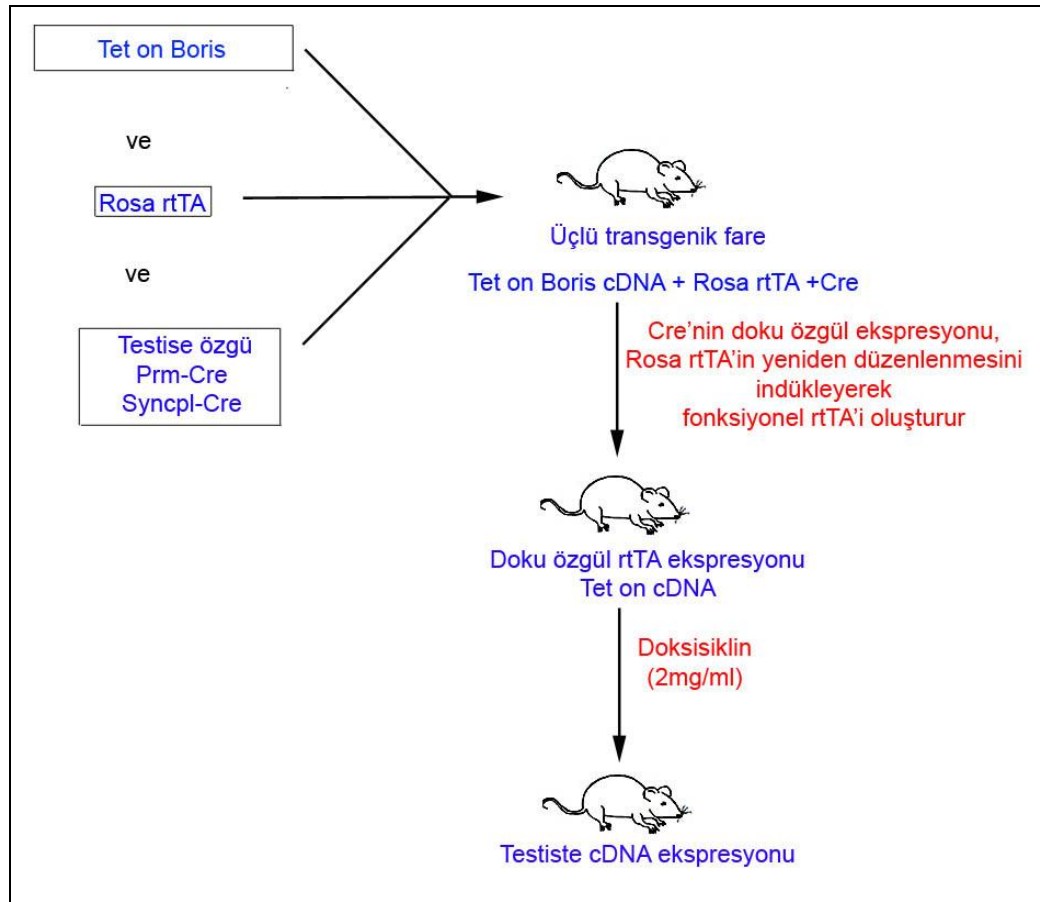 Tet on Boris
ve
Rosa rtTA
ve
Testise özgü
Prm-Cre
Syncpl-Cre
Üçlü transgenik fare
Tet on Boris cDNA + Rosa rtTA +Cre
Cre’nin doku özgül ekspresyonu,
Rosa rtTA’in yeniden düzenlenmesini
indükleyerek
fonksiyonel rtTA’i oluşturur
Doku özgül rtTA ekspresyonu
Tet on cDNA
Doksisiklin
(2mg/ml)
Testiste cDNA ekspresyonu